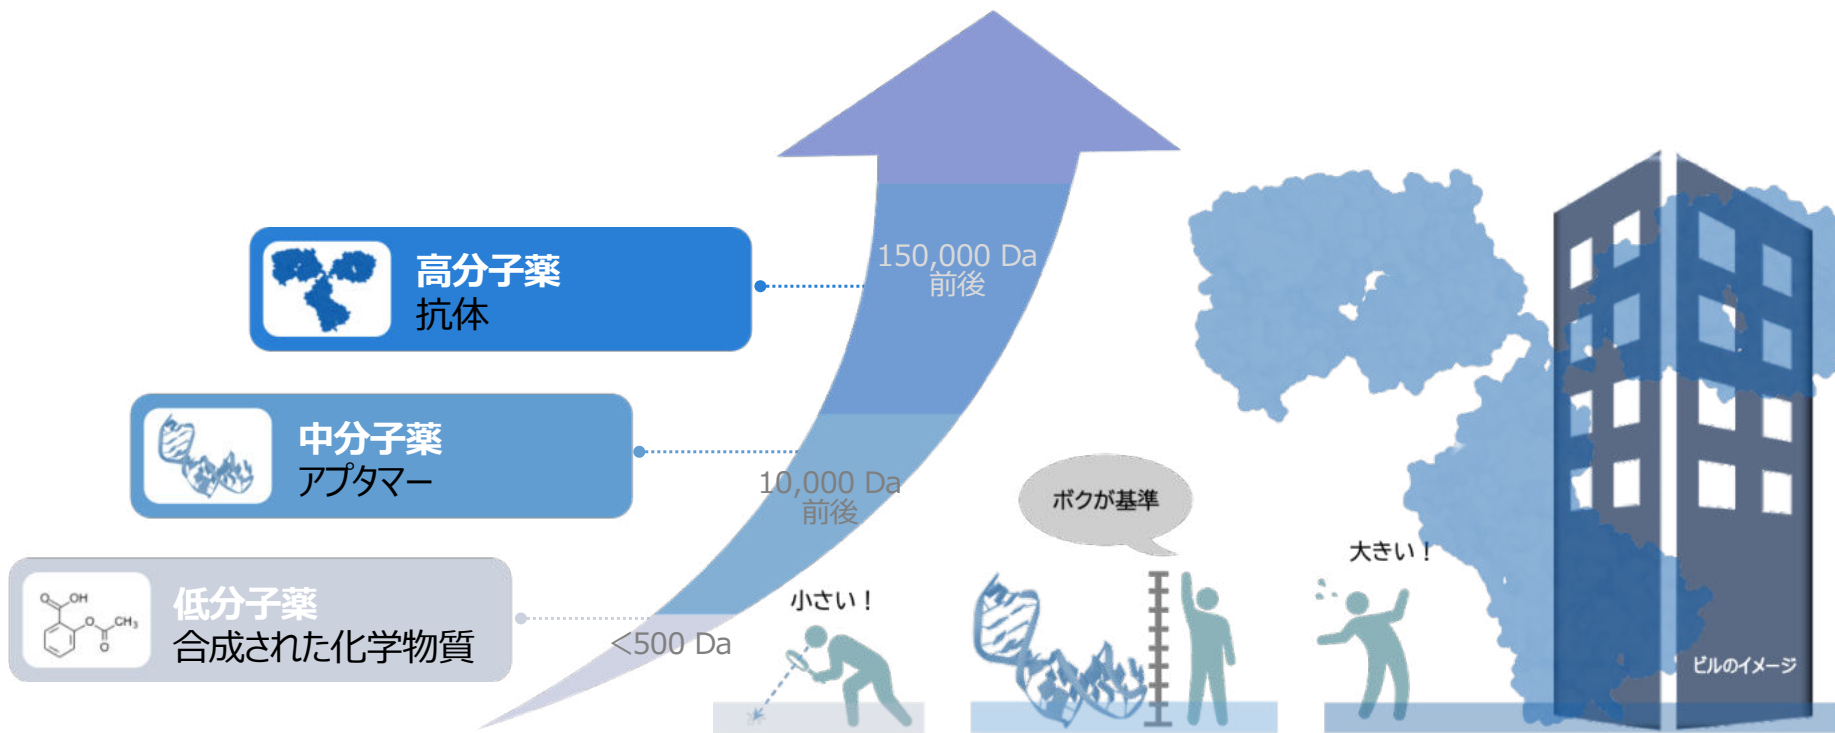 高分子薬
抗体
150,000 Da
前後
中分子薬
アプタマー
10,000 Da
前後
低分子薬
合成された化学物質
<500 Da
O
OH
O
CH₃
O
小さい！
ボクが基準
大きい！
ビルのイメージ